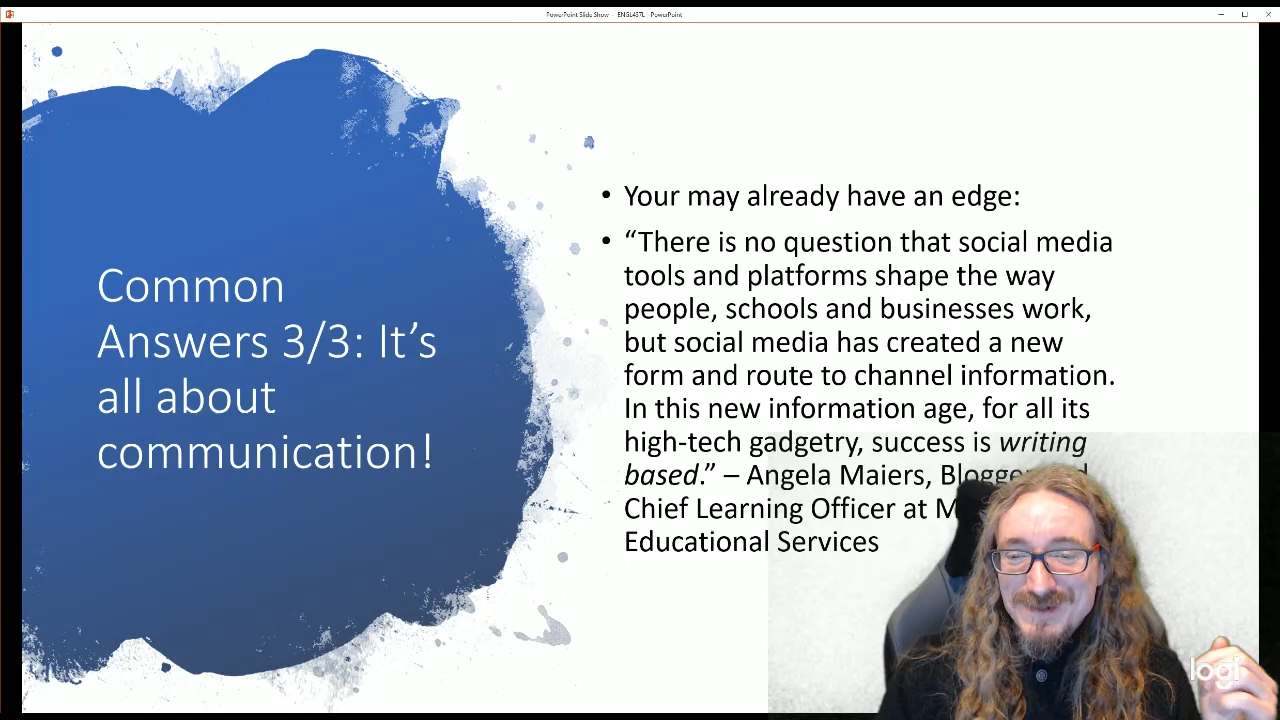 PowerPoint Slide Show - ENGL437L - PowerPoint
Common
Answers 3/3: It's
all about
communication!
• Your may already have an edge:
• “There is no question that social media
tools and platforms shape the way
people, schools and businesses work,
but social media has created a new
form and route to channel information.
In this new information age, for all its
high-tech gadgetry, success is writing
based.” – Angela Maiers, Blogger
Chief Learning Officer at
Educational Services
logi